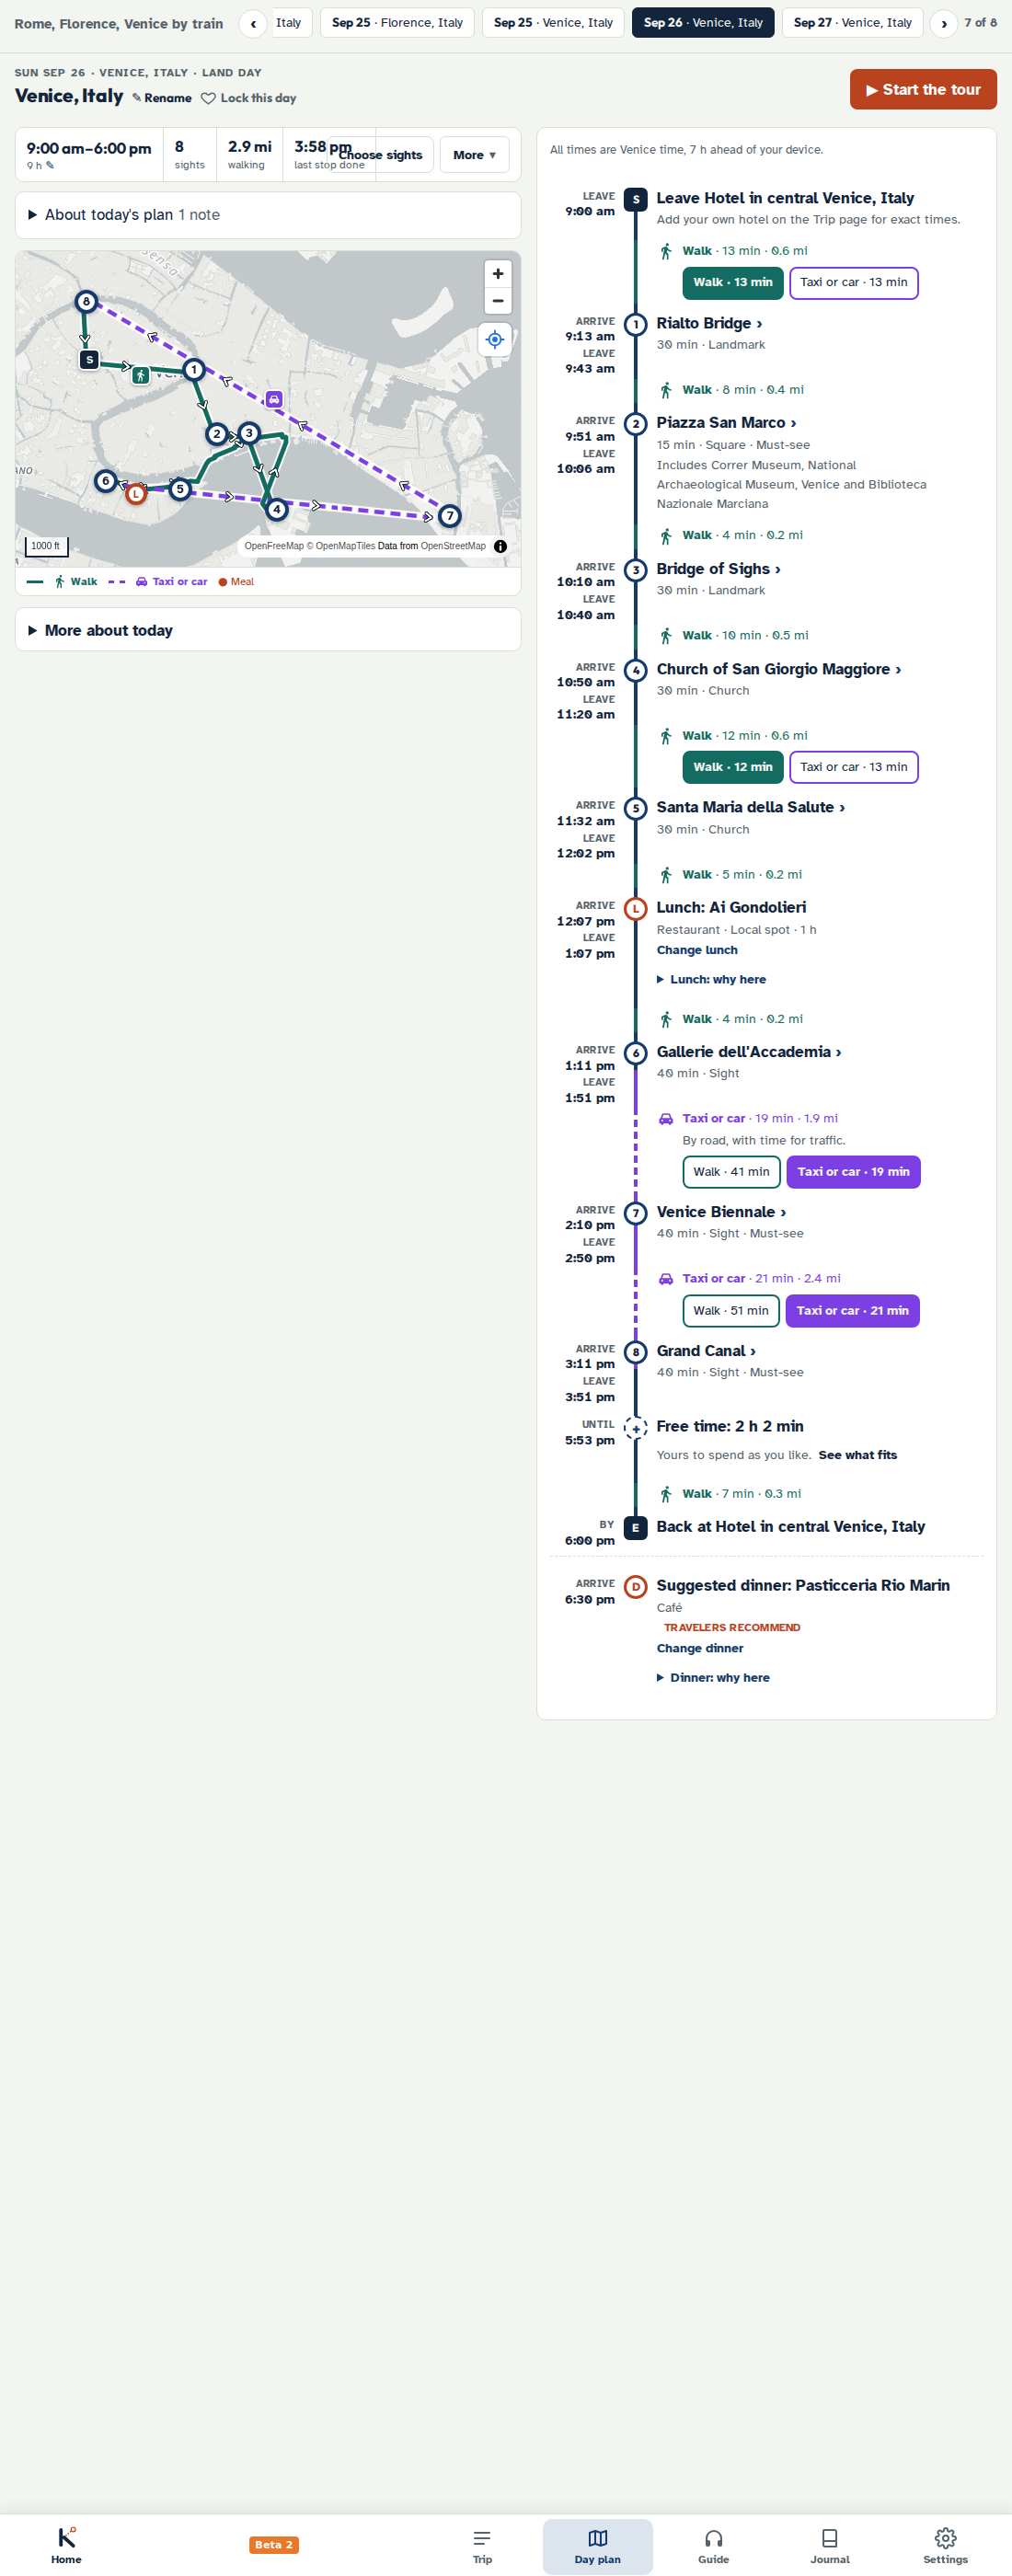 Rome, Florence, Venice by train
‹
Italy
Sep 25 · Florence, Italy
Sep 25 · Venice, Italy
Sep 26 · Venice, Italy
Sep 27 · Venice, Italy
›
7 of 8
SUN SEP 26 · VENICE, ITALY · LAND DAY
Venice, Italy ✎ Rename Lock this day
▶ Start the tour
9:00 am–6:00 pm
9 h ✎
8
sights
2.9 mi
walking
3:58 pm
last stop done
Choose sights
More ▼
▶ About today's plan 1 note
8
S
1
2
3
4
5
6
L
7
+
−
1000 ft
OpenFreeMap © OpenMapTiles Data from OpenStreetMap
Walk
Taxi or car
Meal
▶ More about today
All times are Venice time, 7 h ahead of your device.
LEAVE
9:00 am
S
Leave Hotel in central Venice, Italy
Add your own hotel on the Trip page for exact times.
Walk · 13 min · 0.6 mi
Walk · 13 min
Taxi or car · 13 min
ARRIVE
9:13 am
LEAVE
9:43 am
1
Rialto Bridge ›
30 min · Landmark
Walk · 8 min · 0.4 mi
ARRIVE
9:51 am
LEAVE
10:06 am
2
Piazza San Marco ›
15 min · Square · Must-see
Includes Correr Museum, National
Archaeological Museum, Venice and Biblioteca
Nazionale Marciana
Walk · 4 min · 0.2 mi
ARRIVE
10:10 am
LEAVE
10:40 am
3
Bridge of Sighs ›
30 min · Landmark
Walk · 10 min · 0.5 mi
ARRIVE
10:50 am
LEAVE
11:20 am
4
Church of San Giorgio Maggiore ›
30 min · Church
Walk · 12 min · 0.6 mi
Walk · 12 min
Taxi or car · 13 min
ARRIVE
11:32 am
LEAVE
12:02 pm
5
Santa Maria della Salute ›
30 min · Church
Walk · 5 min · 0.2 mi
ARRIVE
12:07 pm
LEAVE
1:07 pm
L
Lunch: Ai Gondolieri
Restaurant · Local spot · 1 h
Change lunch
▶ Lunch: why here
Walk · 4 min · 0.2 mi
ARRIVE
1:11 pm
LEAVE
1:51 pm
6
Gallerie dell'Accademia ›
40 min · Sight
Taxi or car · 19 min · 1.9 mi
By road, with time for traffic.
Walk · 41 min
Taxi or car · 19 min
ARRIVE
2:10 pm
LEAVE
2:50 pm
7
Venice Biennale ›
40 min · Sight · Must-see
Taxi or car · 21 min · 2.4 mi
Walk · 51 min
Taxi or car · 21 min
ARRIVE
3:11 pm
LEAVE
3:51 pm
8
Grand Canal ›
40 min · Sight · Must-see
UNTIL
5:53 pm
+
Free time: 2 h 2 min
Yours to spend as you like. See what fits
Walk · 7 min · 0.3 mi
BY
6:00 pm
E
Back at Hotel in central Venice, Italy
ARRIVE
6:30 pm
D
Suggested dinner: Pasticceria Rio Marin
Café
TRAVELERS RECOMMEND
Change dinner
▶ Dinner: why here
Home
Beta 2
Trip
Day plan
Guide
Journal
Settings